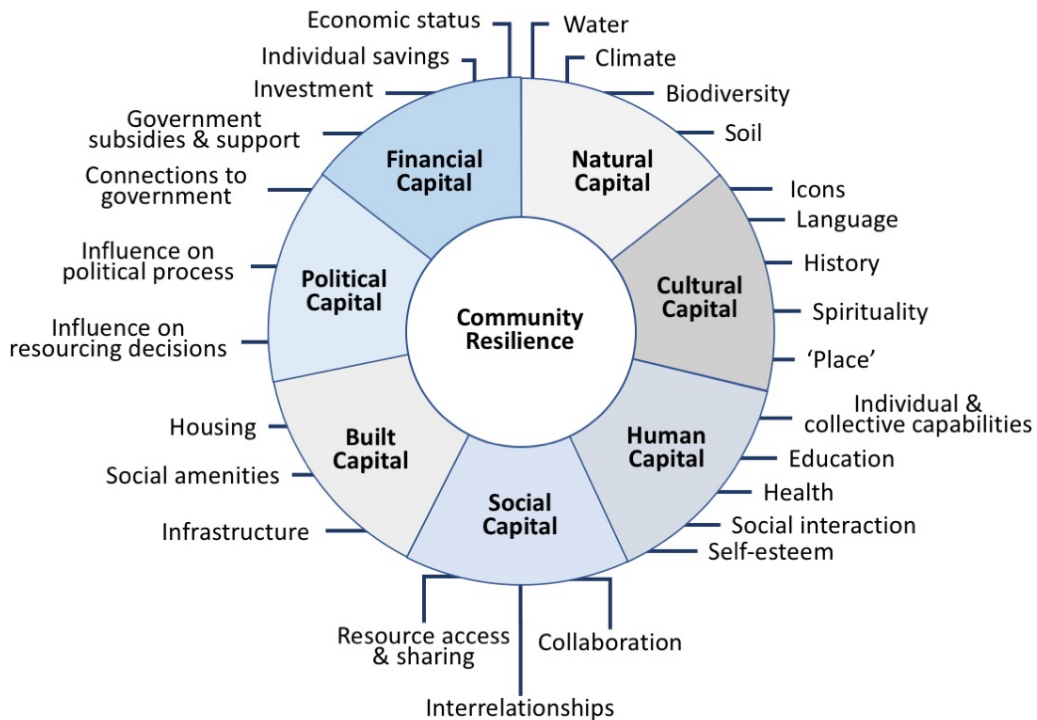 Economic status
Individual savings
Investment
Government
subsidies & support
Connections to
government
Influence on
political process
Influence on
resourcing decisions
Housing
Social amenities
Infrastructure
Resource access
& sharing
Interrelationships
Collaboration
Water
Climate
Biodiversity
Soil
Icons
Language
History
Spirituality
‘Place’
Individual &
collective capabilities
Education
Health
Social interaction
Self-esteem
Financial
Capital
Natural
Capital
Cultural
Capital
Human
Capital
Social
Capital
Built
Capital
Political
Capital
Community
Resilience